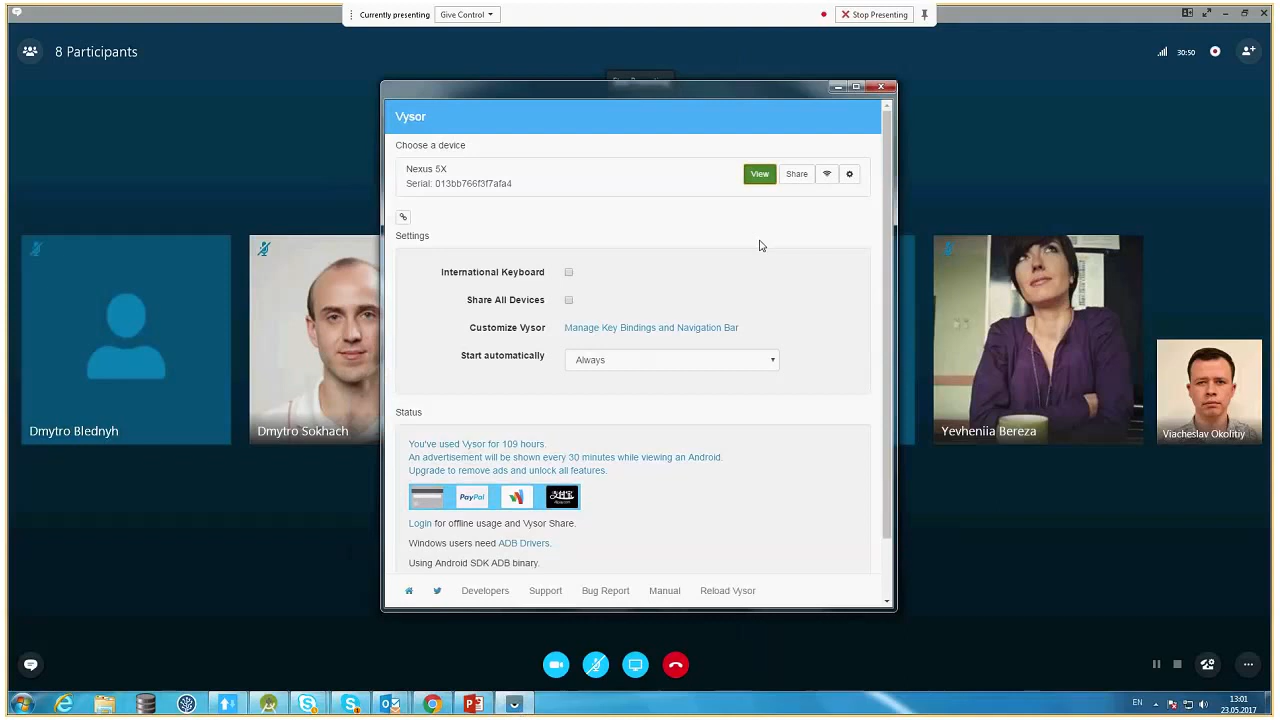 Currently presenting
Give Control
Stop Presenting
8 Participants
30:50
Vysor
Choose a device
Nexus 5X
Serial: 013bb766f3f7afa4
View
Share
Settings
International Keyboard
Share All Devices
Customize Vysor
Manage Key Bindings and Navigation Bar
Start automatically
Always
Dmytro Blednyh
Dmytro Sokhach
Yevheniia Bereza
Viacheslav Okolitiy
Status
You've used Vysor for 109 hours.
An advertisement will be shown every 30 minutes while viewing an Android.
Upgrade to remove ads and unlock all features.
PayPal
Login for offline usage and Vysor Share.
Windows users need ADB Drivers.
Using Android SDK ADB binary.
Developers
Support
Bug Report
Manual
Reload Vysor
EN
13:01
23.05.2017